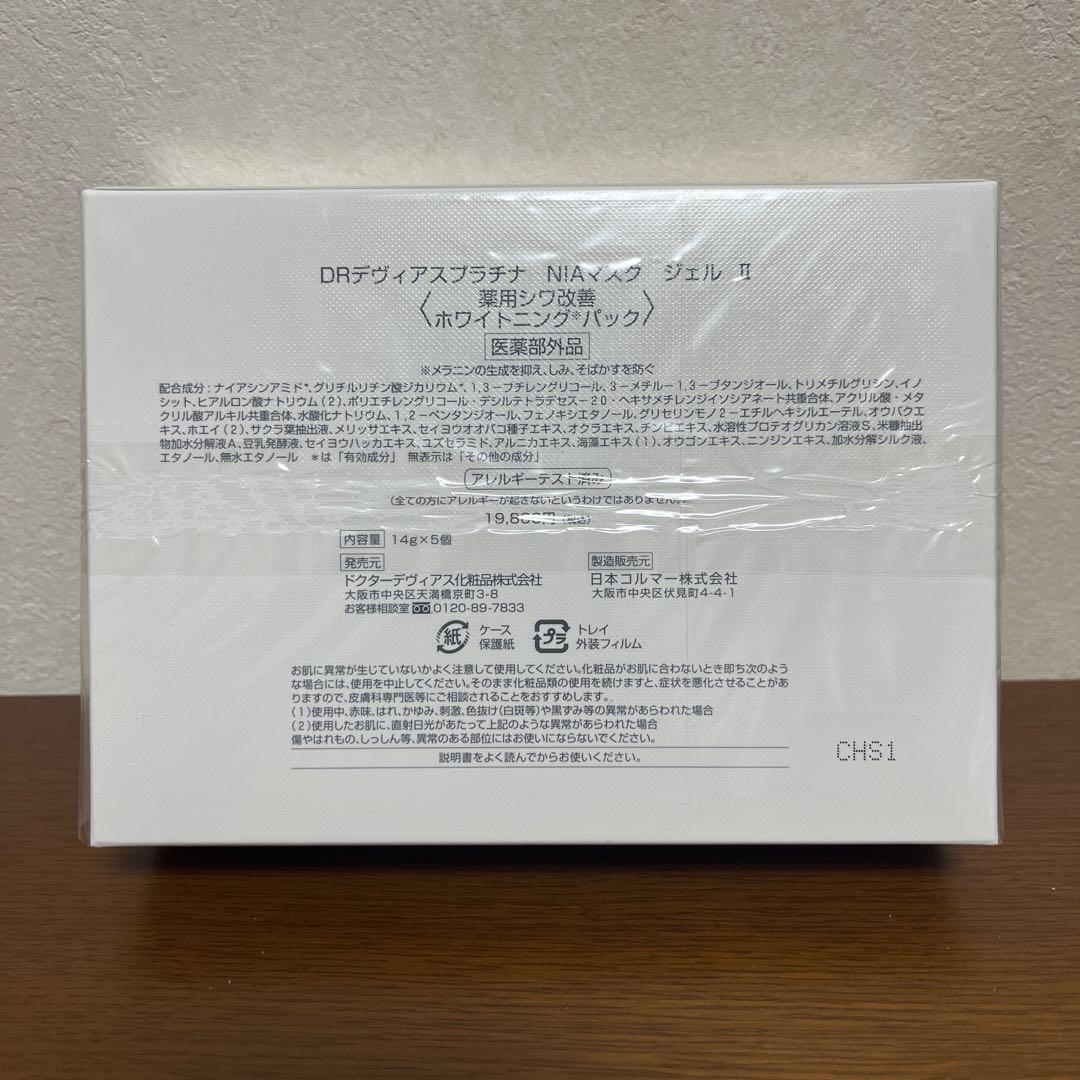 DRデヴィアスプラチナ NIAマスク ジェル Ⅱ
〈薬用シワ改善
ホワイトニング※パック〉
医薬部外品
※メラニンの生成を抑え、しみ、そばかすを防ぐ
配合成分:ナイアシンアミド*、グリチルリチン酸ジカリウム*、1,3-ブチレングリコール、3-メチル-1,3-ブタンジオール、トリメチルグリシン、イノ
シット、ヒアルロン酸ナトリウム(2)、ポリエチレングリコール・デシルテトラデセス-20・ヘキサメチレンジイソシアネート共重合体、アクリル酸・メタ
クリル酸アルキル共重合体、水酸化ナトリウム、1,2-ペンタンジオール、フェノキシエタノール、グリセリンモノ2-エチルヘキシルエーテル、オウバクエ
キス、ホエイ(2)、サクラ葉抽出液、メリッサエキス、セイヨウオオバコ種子エキス、オクラエキス、チンピエキス、水溶性プロテオグリカン溶液S、米糠抽出
物加水分解液A、豆乳発酵液、セイヨウハッカエキス、ユズセラミド、アルニカエキス、海藻エキス(1)、オウゴンエキス、ニンジンエキス、加水分解シルク液、
エタノール、無水エタノール *は「有効成分」 無表示は「その他の成分」
アレルギーテスト済み
(全ての方にアレルギーが起きないというわけではありません。)
円(税込)
内容量 14g×5個
発売元
ドクターデヴィアス化粧品株式会社
大阪市中央区天満橋京町3-8
お客様相談室 0120-89-7833
製造販売元
日本コルマー株式会社
大阪市中央区伏見町4-4-1
紙 ケース
保護紙
プラ トレイ
外装フィルム
お肌に異常が生じていないかよく注意して使用してください。化粧品がお肌に合わないとき即ち次のよう
な場合には、使用を中止してください。そのまま化粧品類の使用を続けますと、症状を悪化させることがあ
りますので、皮膚科専門医等にご相談されることをおすすめします。
(1)使用中、赤味、はれ、かゆみ、刺激、色抜け(白斑等)や黒ずみ等の異常があらわれた場合
(2)使用したお肌に、直射日光があたって上記のような異常があらわれた場合
傷やはれもの、しっしん等、異常のある部位にはお使いにならないでください。
説明書をよく読んでからお使いください。
CHS1